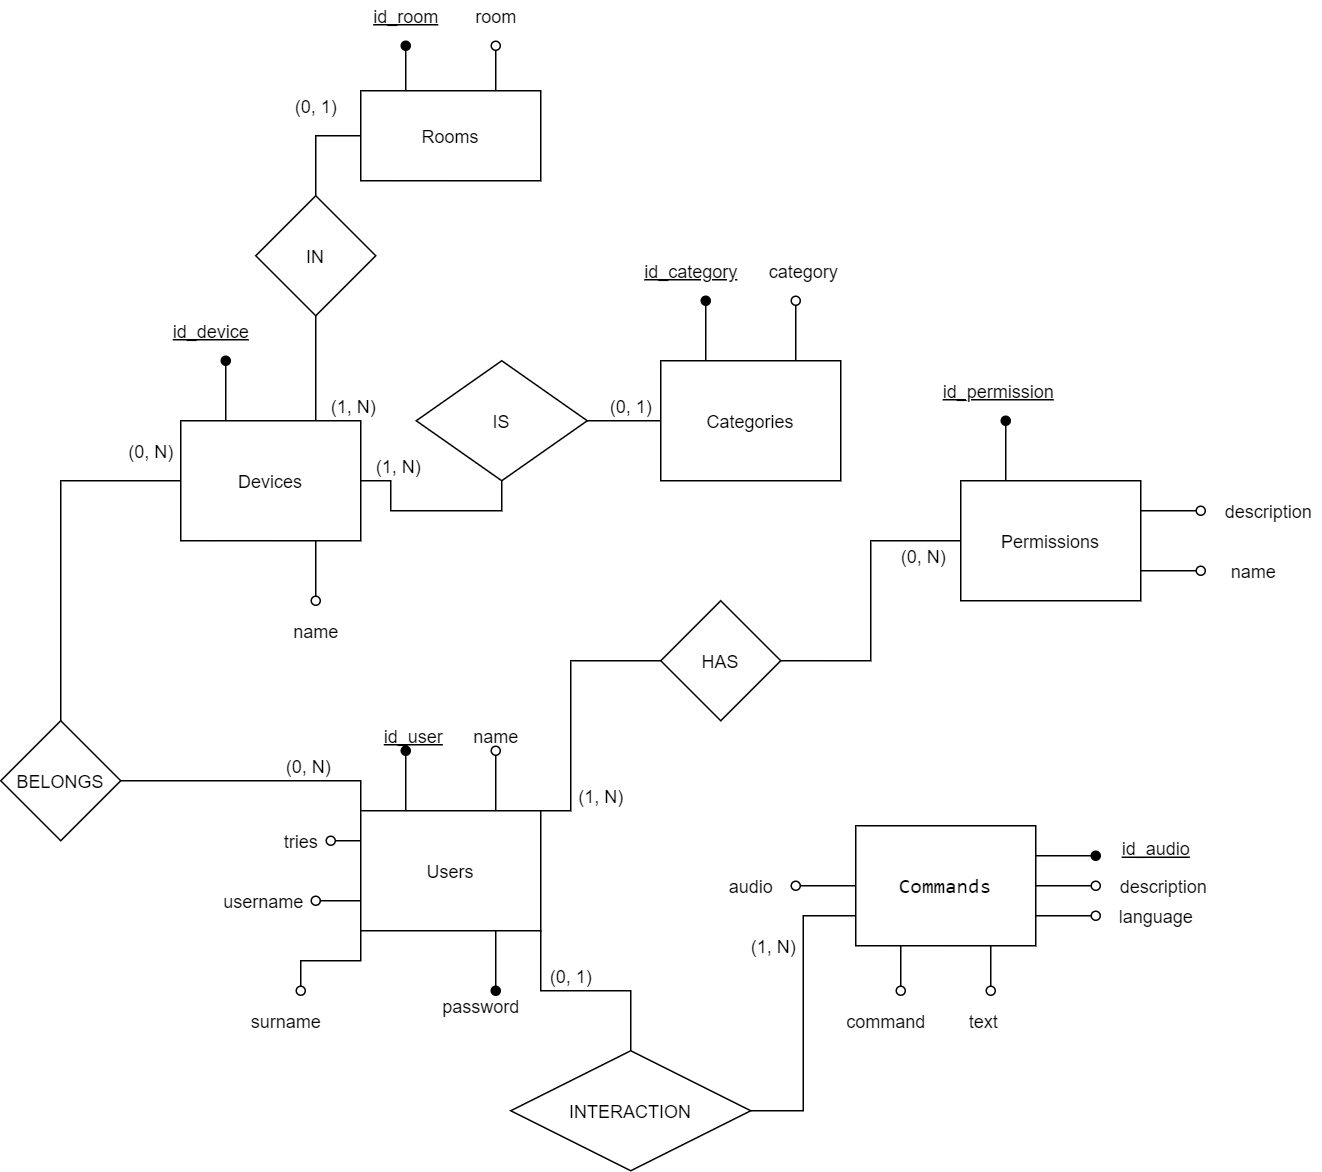 id_room
room
(0, 1)
Rooms
IN
id_category
category
id_device
(1, N)
IS
(0, 1)
Categories
id_permission
(0, N)
(1, N)
Devices
description
Permissions
(0, N)
name
name
HAS
id_user
name
(0, N)
BELONGS
(1, N)
tries
Users
id_audio
audio
Commands
description
username
language
(1, N)
(0, 1)
password
surname
command
text
INTERACTION